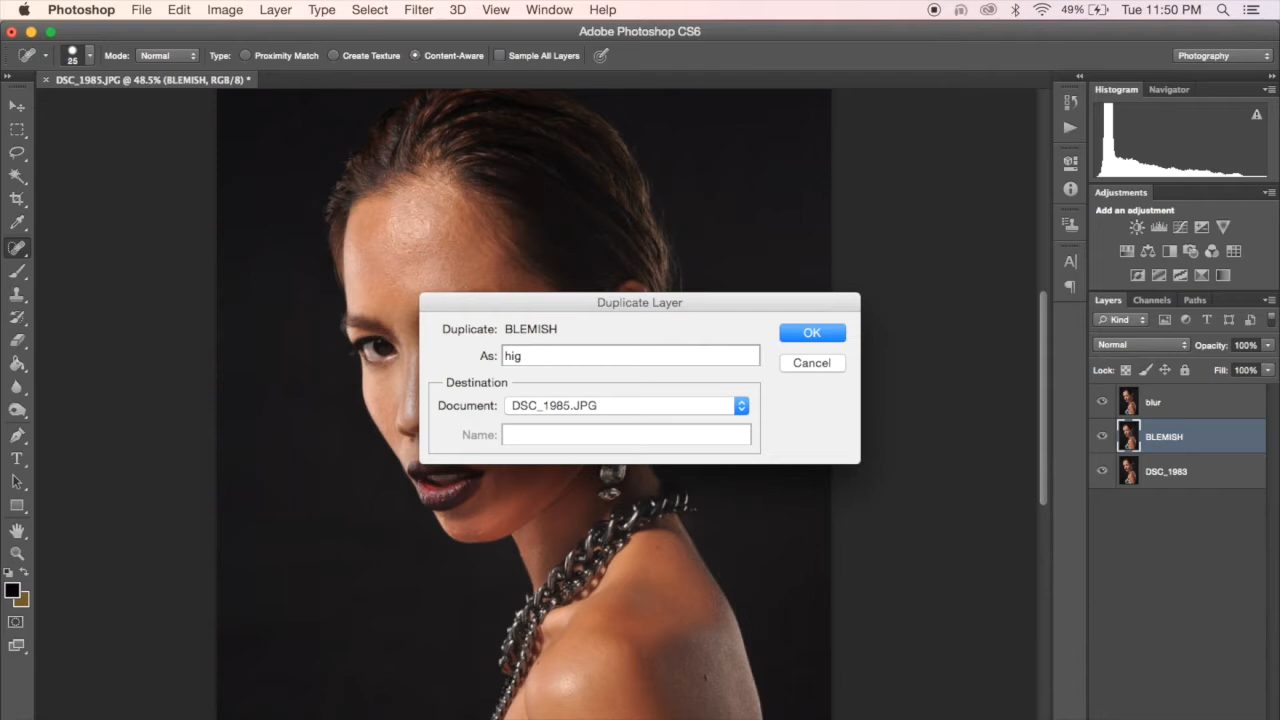 Photoshop File Edit Image Layer Type Select Filter 3D View Window Help 49% Tue 11:50 PM
Adobe Photoshop CS6
25 Mode: Normal Type: Proximity Match Create Texture Content-Aware Sample All Layers Photography
× DSC_1985.JPG @ 48.5% (BLEMISH, RGB/8) *
Histogram Navigator
Adjustments
Add an adjustment
Duplicate Layer
Duplicate: BLEMISH
OK
As: hig
Cancel
Destination
Document: DSC_1985.JPG
Name:
Layers Channels Paths
Kind
Normal Opacity: 100%
Lock: Fill: 100%
blur
BLEMISH
DSC_1983